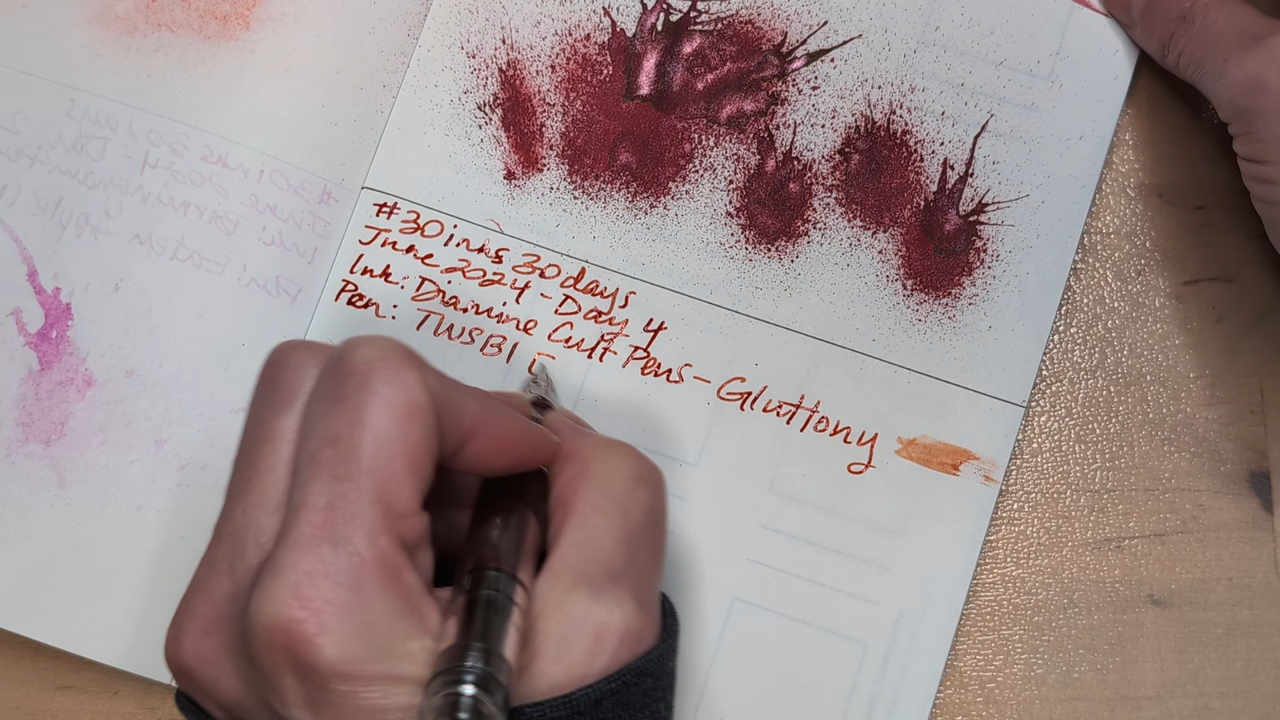 #30inks30days
June 2024 - Day 4
Ink: Diamine Cult Pens - Gluttony
Pen: TWSBI